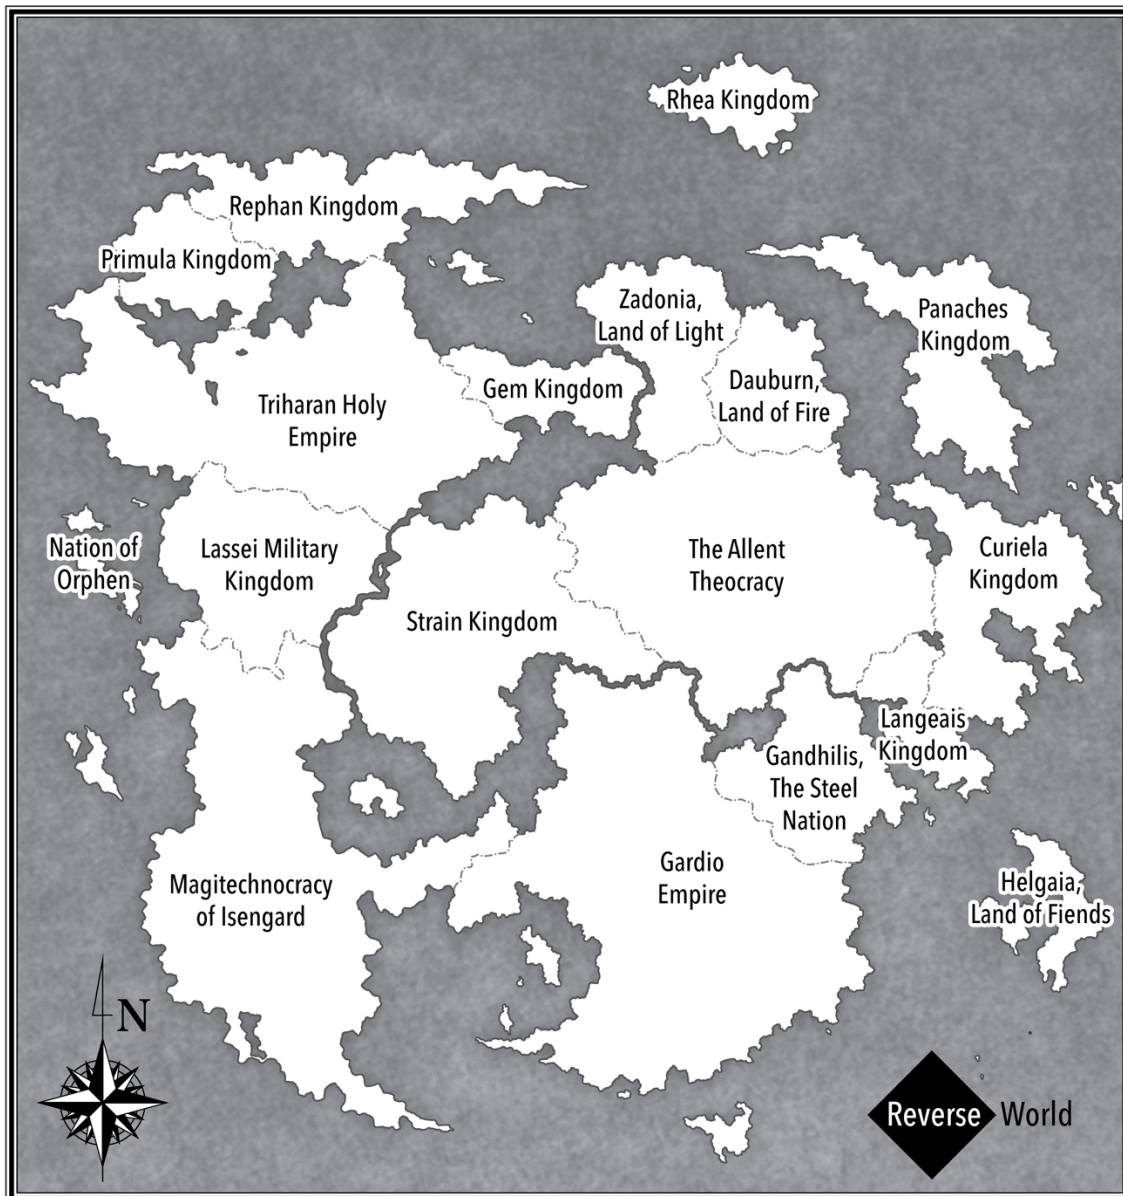 Rhea Kingdom
Rephan Kingdom
Primula Kingdom
Zadonia,
Land of Light
Panaches
Kingdom
Gem Kingdom
Dauburn,
Land of Fire
Triharan Holy
Empire
Nation of
Orphen
Lassei Military
Kingdom
The Allent
Theocracy
Curiela
Kingdom
Strain Kingdom
Langeais
Kingdom
Gandhilis,
The Steel
Nation
Magitechnocracy
of Isengard
Gardio
Empire
Helgaia,
Land of Fiends
N
Reverse World